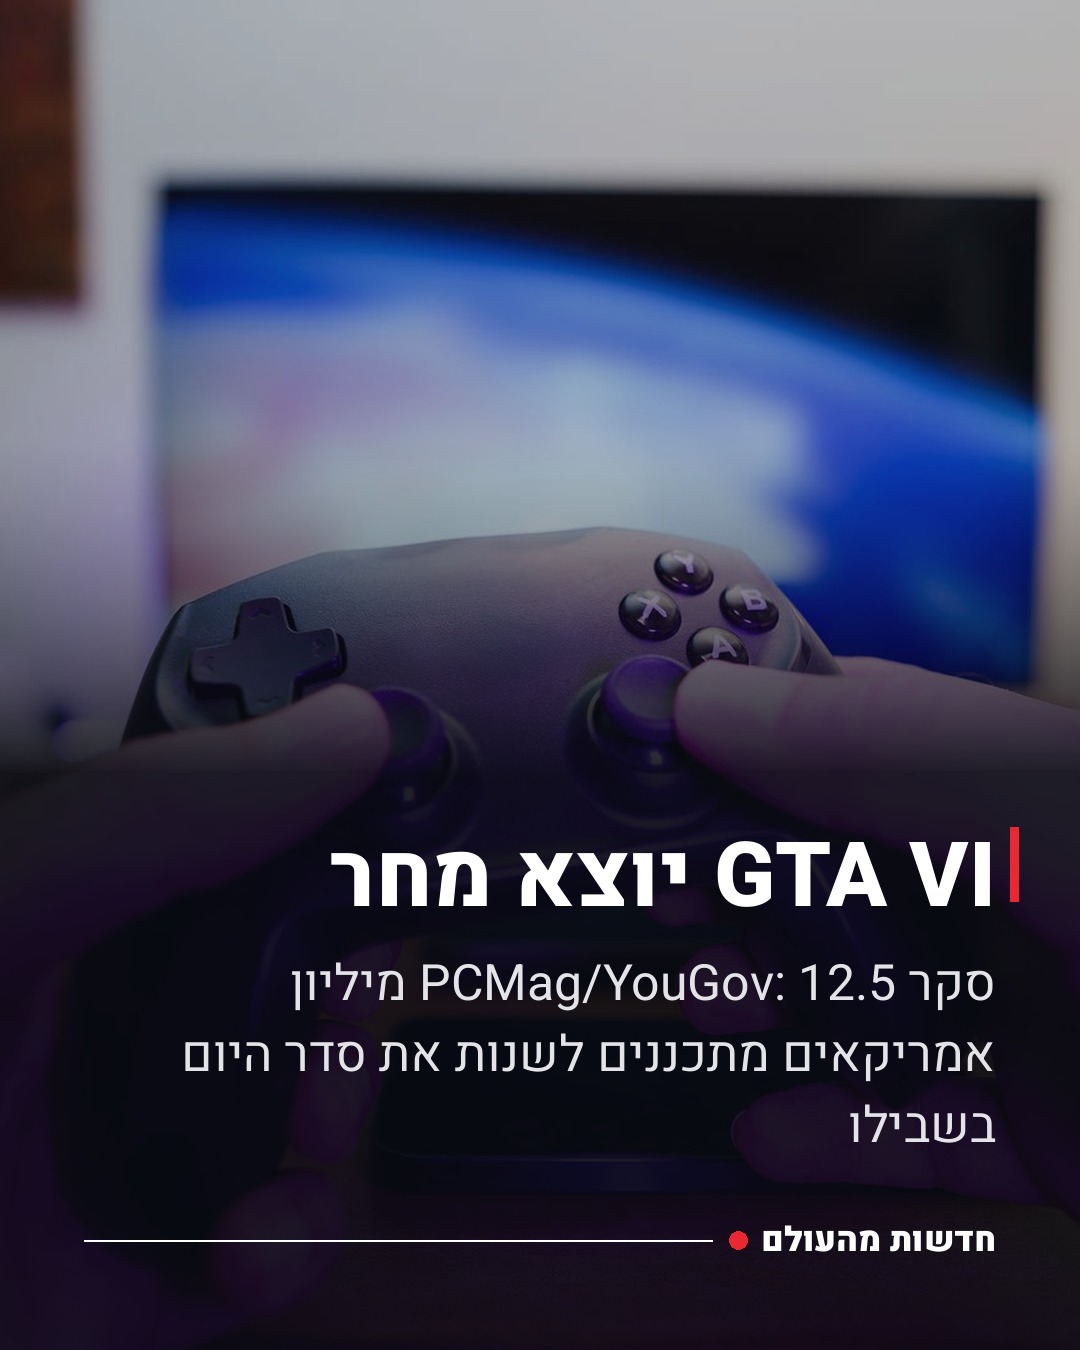 Y
X
B
A
GTA VI יוצא מחר
סקר PCMag/YouGov: 12.5 מיליון
אמריקאים מתכננים לשנות את סדר היום
בשבילו
חדשות מהעולם